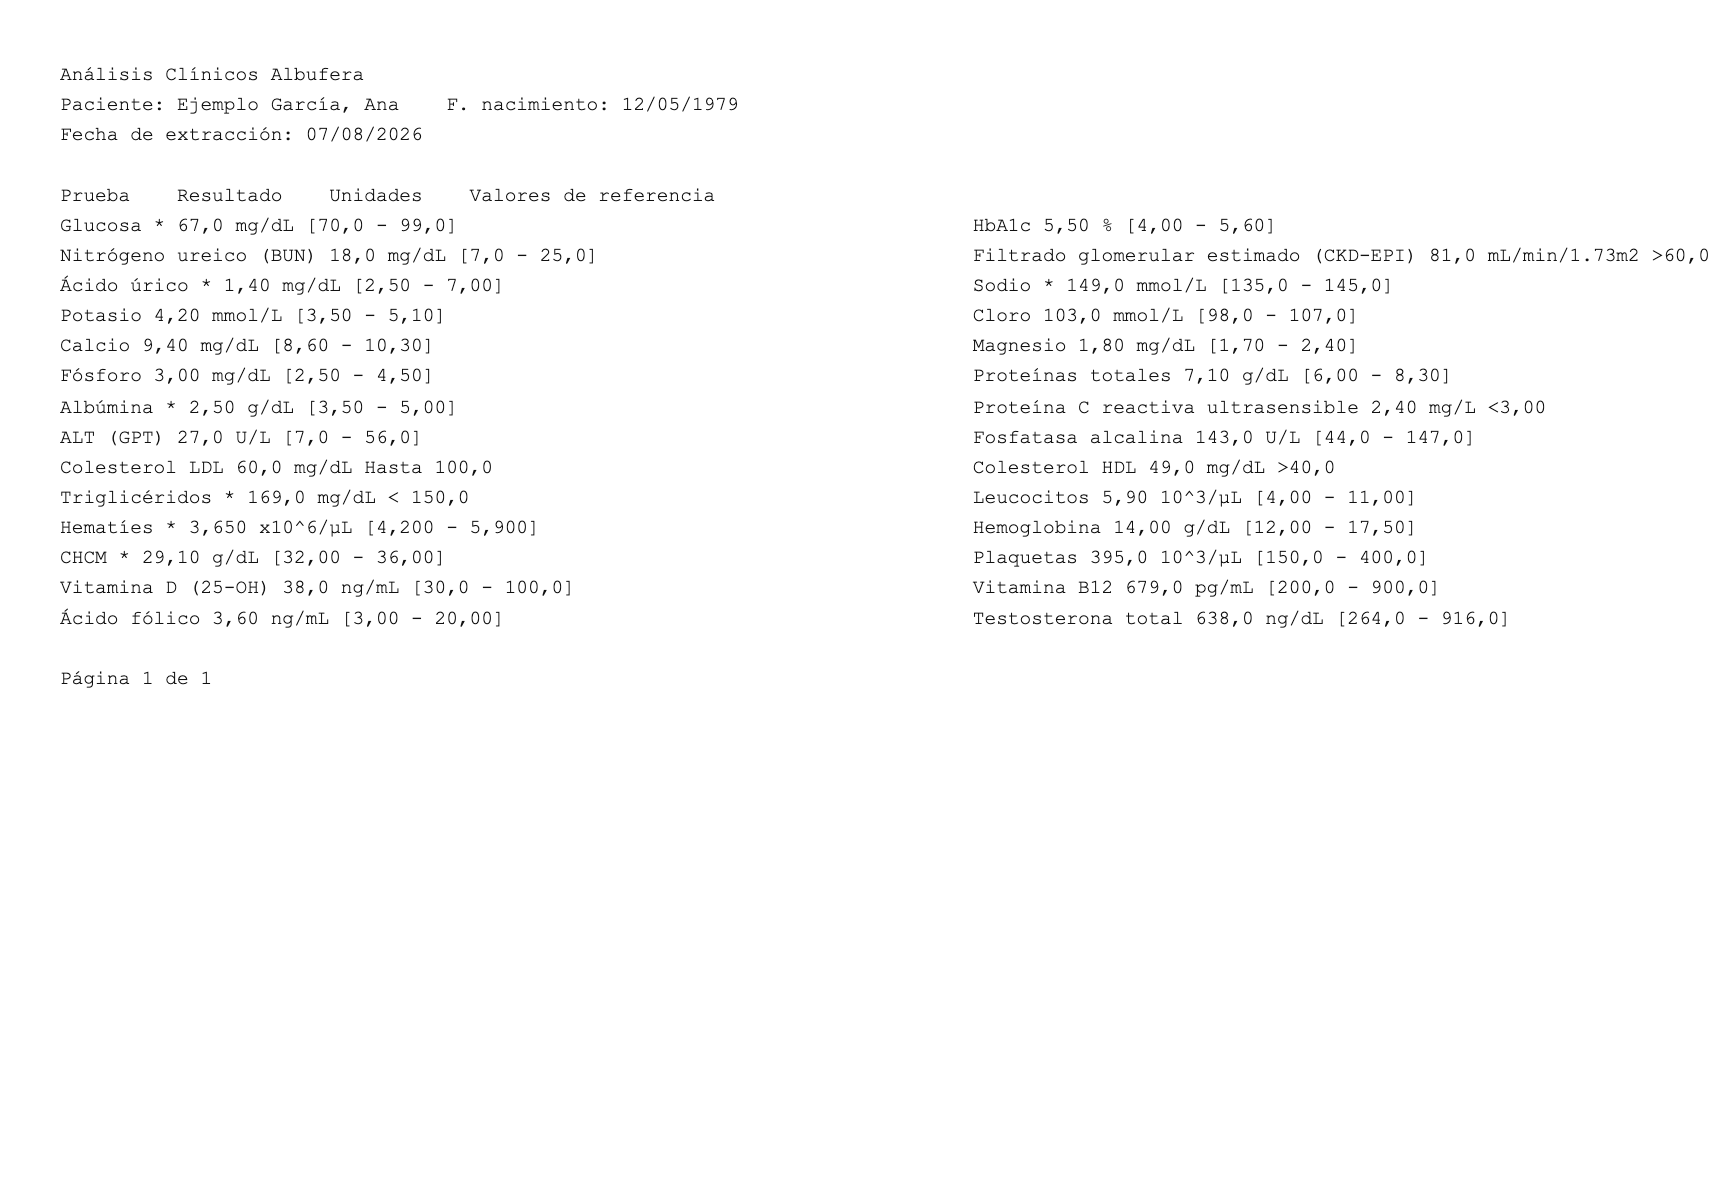 Análisis Clínicos Albufera
Paciente: Ejemplo García, Ana    F. nacimiento: 12/05/1979
Fecha de extracción: 07/08/2026
Prueba    Resultado    Unidades    Valores de referencia
Glucosa * 67,0 mg/dL [70,0 - 99,0]    HbA1c 5,50 % [4,00 - 5,60]
Nitrógeno ureico (BUN) 18,0 mg/dL [7,0 - 25,0]    Filtrado glomerular estimado (CKD-EPI) 81,0 mL/min/1.73m2 >60,0
Ácido úrico * 1,40 mg/dL [2,50 - 7,00]    Sodio * 149,0 mmol/L [135,0 - 145,0]
Potasio 4,20 mmol/L [3,50 - 5,10]    Cloro 103,0 mmol/L [98,0 - 107,0]
Calcio 9,40 mg/dL [8,60 - 10,30]    Magnesio 1,80 mg/dL [1,70 - 2,40]
Fósforo 3,00 mg/dL [2,50 - 4,50]    Proteínas totales 7,10 g/dL [6,00 - 8,30]
Albúmina * 2,50 g/dL [3,50 - 5,00]    Proteína C reactiva ultrasensible 2,40 mg/L <3,00
ALT (GPT) 27,0 U/L [7,0 - 56,0]    Fosfatasa alcalina 143,0 U/L [44,0 - 147,0]
Colesterol LDL 60,0 mg/dL Hasta 100,0    Colesterol HDL 49,0 mg/dL >40,0
Triglicéridos * 169,0 mg/dL < 150,0    Leucocitos 5,90 10^3/µL [4,00 - 11,00]
Hematíes * 3,650 x10^6/µL [4,200 - 5,900]    Hemoglobina 14,00 g/dL [12,00 - 17,50]
CHCM * 29,10 g/dL [32,00 - 36,00]    Plaquetas 395,0 10^3/µL [150,0 - 400,0]
Vitamina D (25-OH) 38,0 ng/mL [30,0 - 100,0]    Vitamina B12 679,0 pg/mL [200,0 - 900,0]
Ácido fólico 3,60 ng/mL [3,00 - 20,00]    Testosterona total 638,0 ng/dL [264,0 - 916,0]
Página 1 de 1